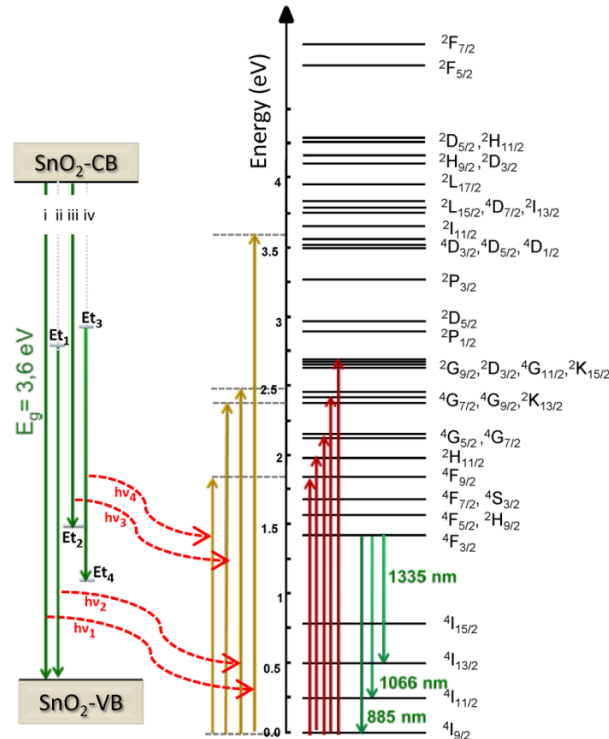 SnO₂-CB
i ii iii iv
Et₃
Et₁
E_g = 3,6 eV
hν₄
hν₃
Et₂
Et₄
hν₂
hν₁
SnO₂-VB
Energy (eV)
4
3.5
3
2.5
2
1.5
1
0.5
0.0
²F₇/₂
²F₅/₂
²D₅/₂,²H₁₁/₂
²H₉/₂,²D₃/₂
²L₁₇/₂
²L₁₅/₂,⁴D₇/₂,²I₁₃/₂
²I₁₁/₂
⁴D₃/₂,⁴D₅/₂,⁴D₁/₂
²P₃/₂
²D₅/₂
²P₁/₂
²G₉/₂,²D₃/₂,⁴G₁₁/₂,²K₁₅/₂
⁴G₇/₂,⁴G₉/₂,²K₁₃/₂
⁴G₅/₂,⁴G₇/₂
²H₁₁/₂
⁴F₉/₂
⁴F₇/₂,⁴S₃/₂
⁴F₅/₂,²H₉/₂
⁴F₃/₂
1335 nm
⁴I₁₅/₂
⁴I₁₃/₂
1066 nm
⁴I₁₁/₂
885 nm
⁴I₉/₂